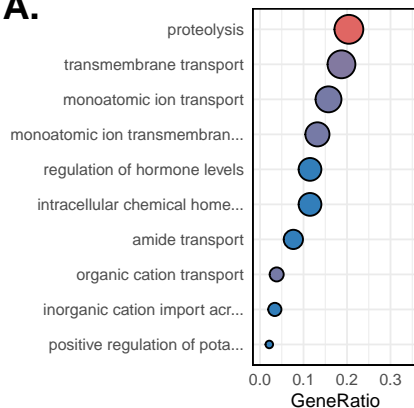 A.
proteolysis
transmembrane transport
monoatomic ion transport
monoatomic ion transmembran...
regulation of hormone levels
intracellular chemical home...
amide transport
organic cation transport
inorganic cation import acr...
positive regulation of pota...
0.0 0.1 0.2 0.3
GeneRatio